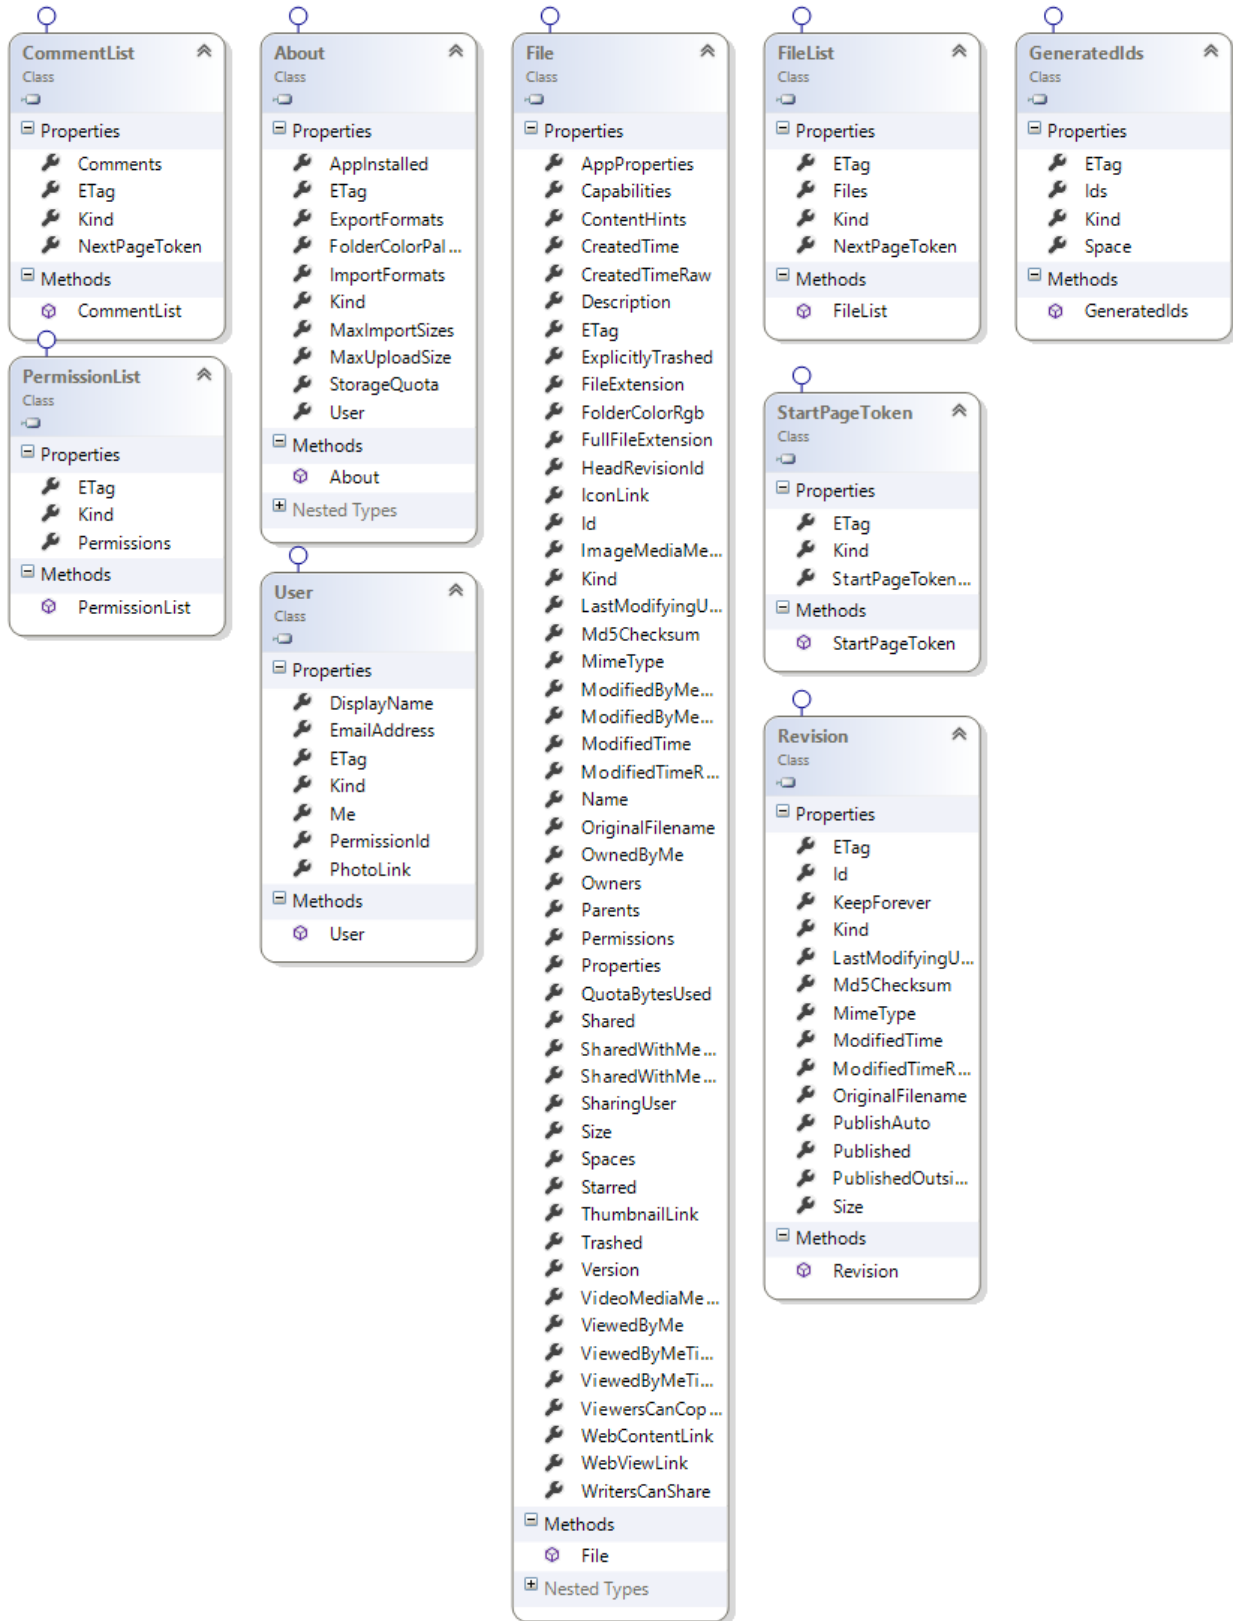 CommentList
Class
Properties
Comments
ETag
Kind
NextPageToken
Methods
CommentList
PermissionList
Class
Properties
ETag
Kind
Permissions
Methods
PermissionList
About
Class
Properties
AppInstalled
ETag
ExportFormats
FolderColorPal...
ImportFormats
Kind
MaxImportSizes
MaxUploadSize
StorageQuota
User
Methods
About
Nested Types
User
Class
Properties
DisplayName
EmailAddress
ETag
Kind
Me
PermissionId
PhotoLink
Methods
User
File
Class
Properties
AppProperties
Capabilities
ContentHints
CreatedTime
CreatedTimeRaw
Description
ETag
ExplicitlyTrashed
FileExtension
FolderColorRgb
FullFileExtension
HeadRevisionId
IconLink
Id
ImageMediaMe...
Kind
LastModifyingU...
Md5Checksum
MimeType
ModifiedByMe...
ModifiedByMe...
ModifiedTime
ModifiedTimeR...
Name
OriginalFilename
OwnedByMe
Owners
Parents
Permissions
Properties
QuotaBytesUsed
Shared
SharedWithMe...
SharedWithMe...
SharingUser
Size
Spaces
Starred
ThumbnailLink
Trashed
Version
VideoMediaMe...
ViewedByMe
ViewedByMeTi...
ViewedByMeTi...
ViewersCanCop...
WebContentLink
WebViewLink
WritersCanShare
Methods
File
Nested Types
FileList
Class
Properties
ETag
Files
Kind
NextPageToken
Methods
FileList
StartPageToken
Class
Properties
ETag
Kind
StartPageToken...
Methods
StartPageToken
Revision
Class
Properties
ETag
Id
KeepForever
Kind
LastModifyingU...
Md5Checksum
MimeType
ModifiedTime
ModifiedTimeR...
OriginalFilename
PublishAuto
Published
PublishedOutsi...
Size
Methods
Revision
GeneratedIds
Class
Properties
ETag
Ids
Kind
Space
Methods
GeneratedIds